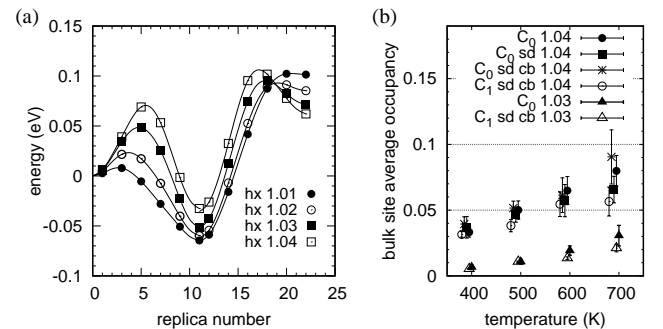 (a)
0.15
0.1
0.05
0
-0.05
-0.1
energy (eV)
0 5 10 15 20 25
replica number
hx 1.01
hx 1.02
hx 1.03
hx 1.04
(b)
0.15
0.1
0.05
0
bulk site average occupancy
400 500 600 700
temperature (K)
C0 1.04
C0 sd 1.04
C0 sd cb 1.04
C1 sd cb 1.04
C0 1.03
C1 sd cb 1.03